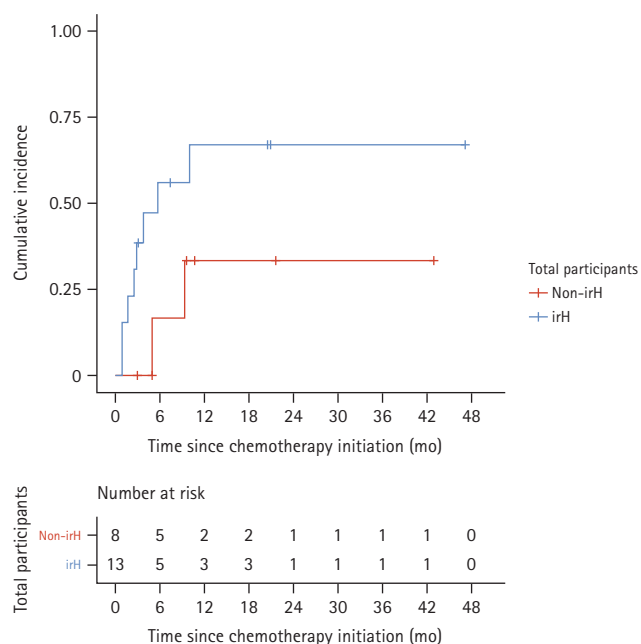 1.00
0.75
0.50
0.25
0
Cumulative incidence
0 6 12 18 24 30 36 42 48
Time since chemotherapy initiation (mo)
Total participants
Non-irH
irH
Number at risk
Total participants
Non-irH 8 5 2 2 1 1 1 1 0
irH 13 5 3 3 1 1 1 1 0
0 6 12 18 24 30 36 42 48
Time since chemotherapy initiation (mo)